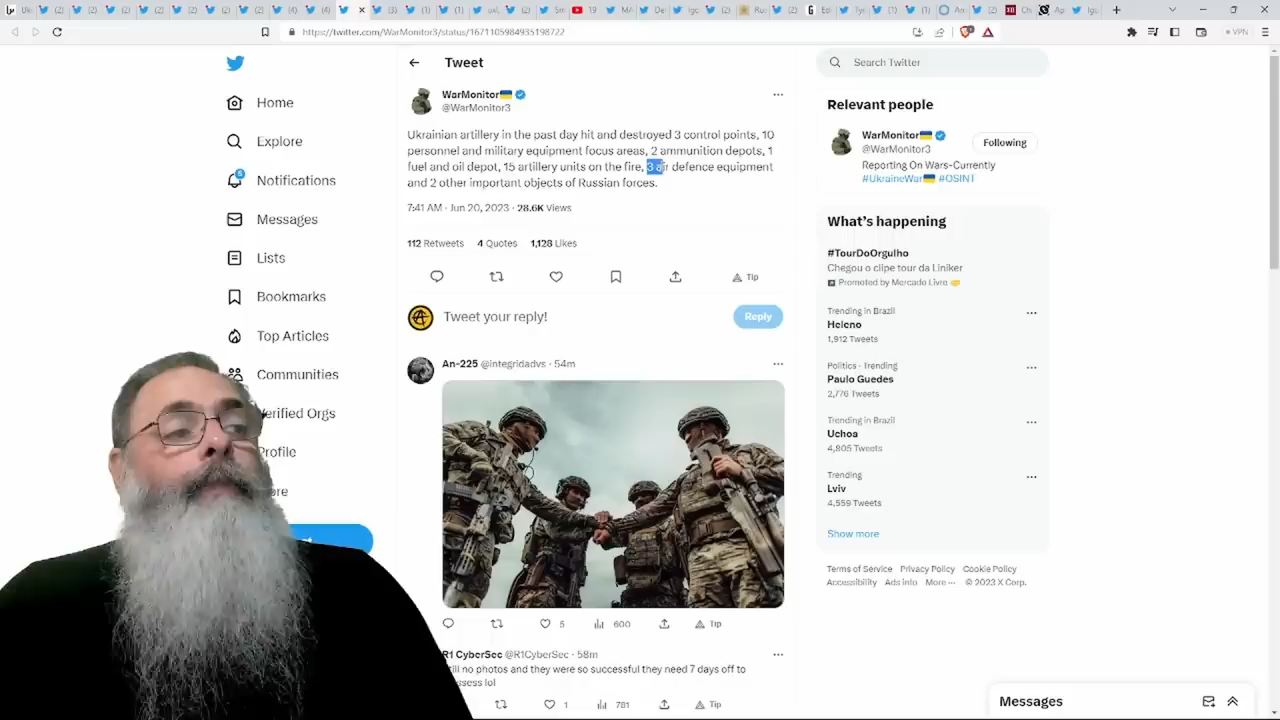 https://twitter.com/WarMonitor3/status/1671105984935198722
VPN
Home
Explore
5
Notifications
Messages
Lists
Bookmarks
Top Articles
Communities
Verified Orgs
Profile
Tweet
WarMonitor
@WarMonitor3
Ukrainian artillery in the past day hit and destroyed 3 control points, 10
personnel and military equipment focus areas, 2 ammunition depots, 1
fuel and oil depot, 15 artillery units on the fire, 3 air defence equipment
and 2 other important objects of Russian forces.
7:41 AM · Jun 20, 2023 · 28.6K Views
112 Retweets 4 Quotes 1,128 Likes
Tip
Tweet your reply!
Reply
An-225 @integridadvs · 54m
5 600 Tip
R1 CyberSec @R1CyberSec · 58m
till no photos and they were so successful they need 7 days off to
ssess lol
1 781 Tip
Search Twitter
Relevant people
WarMonitor
@WarMonitor3
Following
Reporting On Wars-Currently
#UkraineWar #OSINT
What's happening
#TourDoOrgulho
Chegou o clipe tour da Liniker
Promoted by Mercado Livre
Trending in Brazil
Heleno
1,912 Tweets
Politics · Trending
Paulo Guedes
2,776 Tweets
Trending in Brazil
Uchoa
4,805 Tweets
Trending
Lviv
4,559 Tweets
Show more
Terms of Service Privacy Policy Cookie Policy
Accessibility Ads info More ··· © 2023 X Corp.
Messages